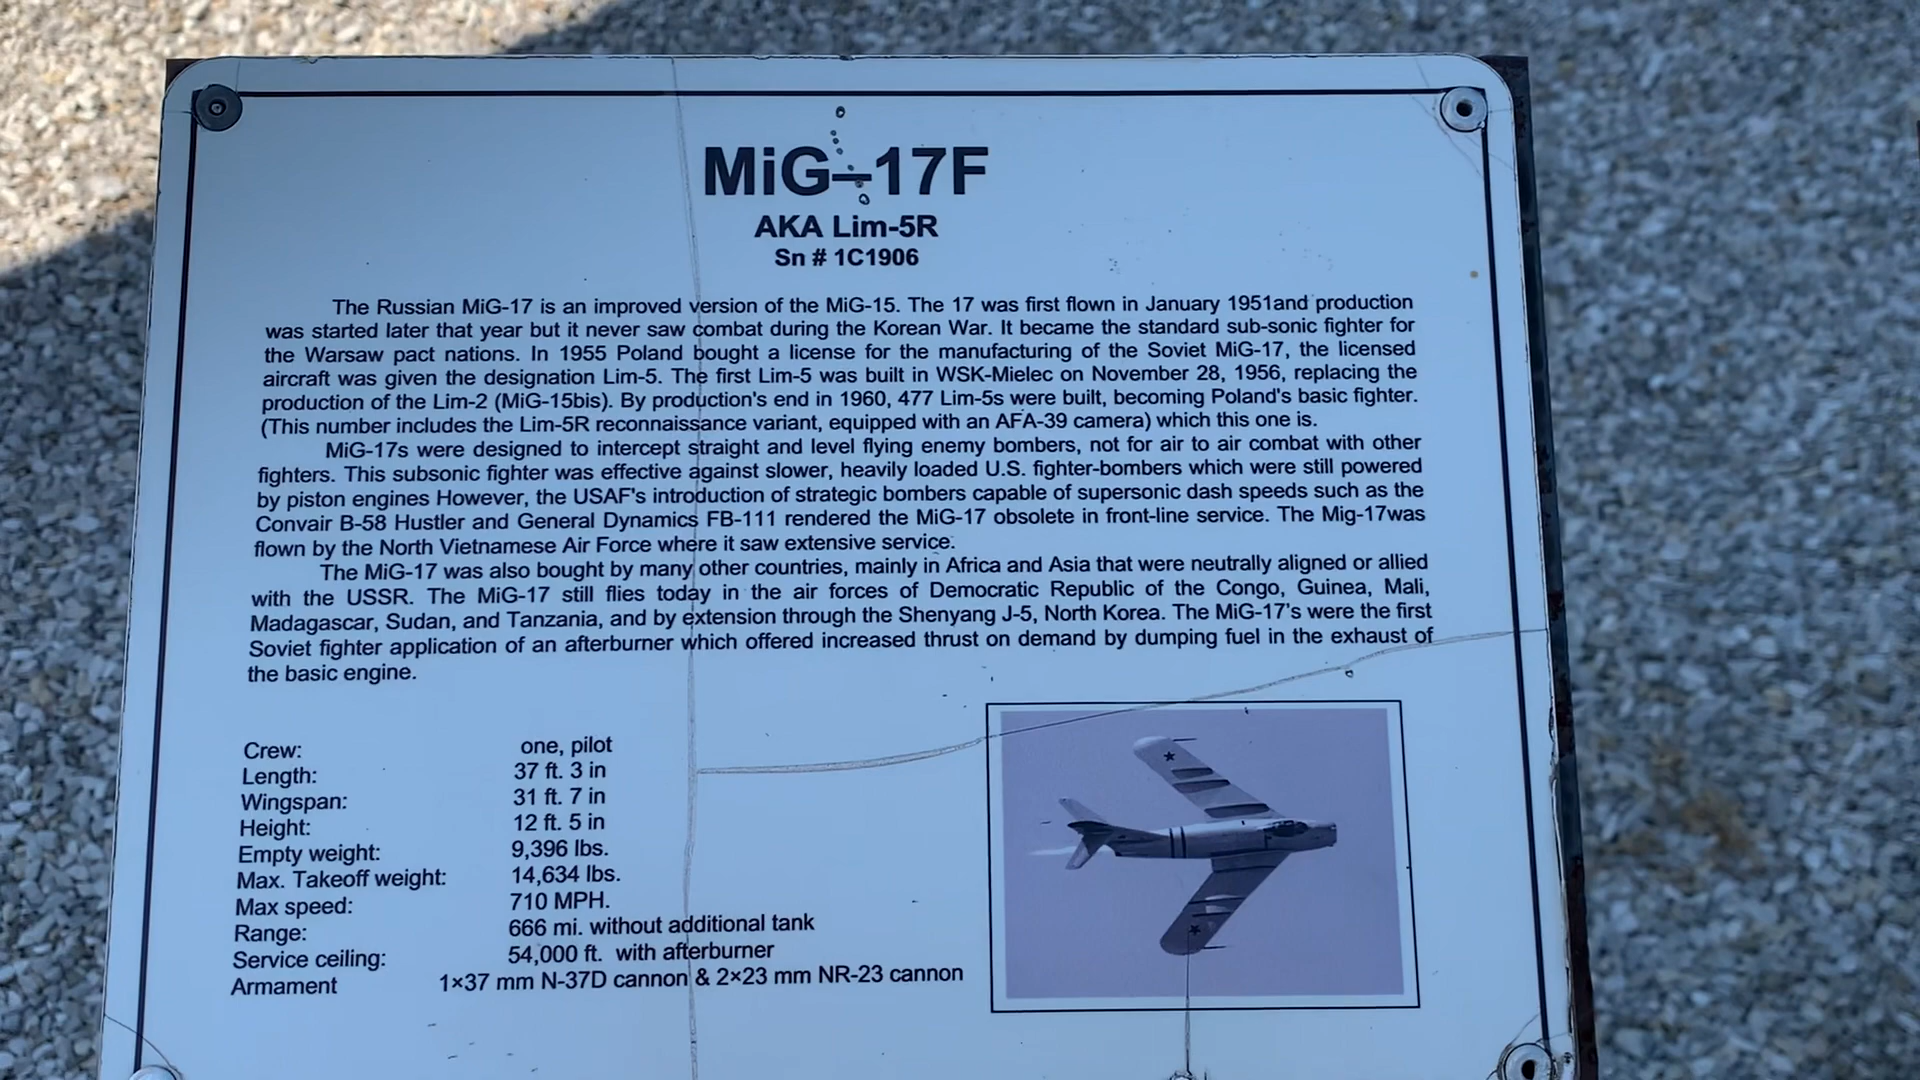 MiG–17F
AKA Lim-5R
Sn # 1C1906
The Russian MiG-17 is an improved version of the MiG-15. The 17 was first flown in January 1951and production
was started later that year but it never saw combat during the Korean War. It became the standard sub-sonic fighter for
the Warsaw pact nations. In 1955 Poland bought a license for the manufacturing of the Soviet MiG-17, the licensed
aircraft was given the designation Lim-5. The first Lim-5 was built in WSK-Mielec on November 28, 1956, replacing the
production of the Lim-2 (MiG-15bis). By production's end in 1960, 477 Lim-5s were built, becoming Poland's basic fighter.
(This number includes the Lim-5R reconnaissance variant, equipped with an AFA-39 camera) which this one is.
MiG-17s were designed to intercept straight and level flying enemy bombers, not for air to air combat with other
fighters. This subsonic fighter was effective against slower, heavily loaded U.S. fighter-bombers which were still powered
by piston engines However, the USAF's introduction of strategic bombers capable of supersonic dash speeds such as the
Convair B-58 Hustler and General Dynamics FB-111 rendered the MiG-17 obsolete in front-line service. The Mig-17was
flown by the North Vietnamese Air Force where it saw extensive service.
The MiG-17 was also bought by many other countries, mainly in Africa and Asia that were neutrally aligned or allied
with the USSR. The MiG-17 still flies today in the air forces of Democratic Republic of the Congo, Guinea, Mali,
Madagascar, Sudan, and Tanzania, and by extension through the Shenyang J-5, North Korea. The MiG-17's were the first
Soviet fighter application of an afterburner which offered increased thrust on demand by dumping fuel in the exhaust of
the basic engine.
Crew: one, pilot
Length: 37 ft. 3 in
Wingspan: 31 ft. 7 in
Height: 12 ft. 5 in
Empty weight: 9,396 lbs.
Max. Takeoff weight: 14,634 lbs.
Max speed: 710 MPH.
Range: 666 mi. without additional tank
Service ceiling: 54,000 ft. with afterburner
Armament 1×37 mm N-37D cannon & 2×23 mm NR-23 cannon